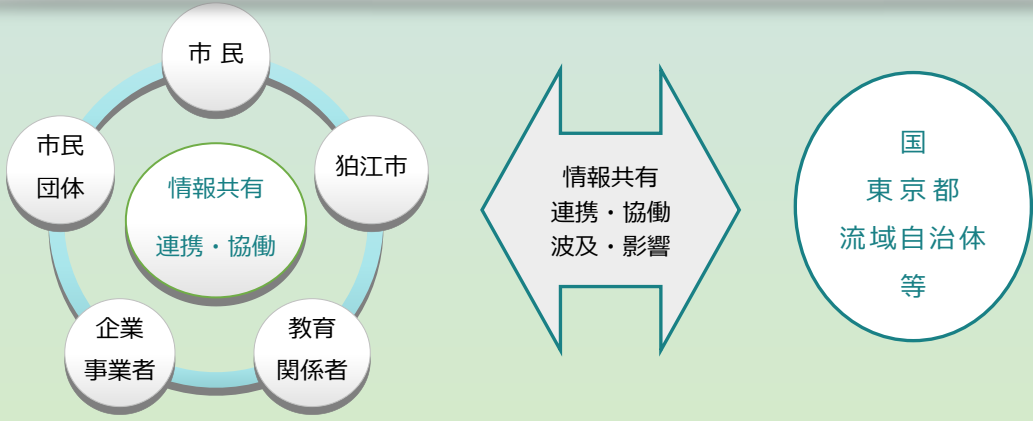 市 民
市民
団体
狛江市
情報共有
連携・協働
企業
事業者
教育
関係者
情報共有
連携・協働
波及・影響
国
東京都
流域自治体
等